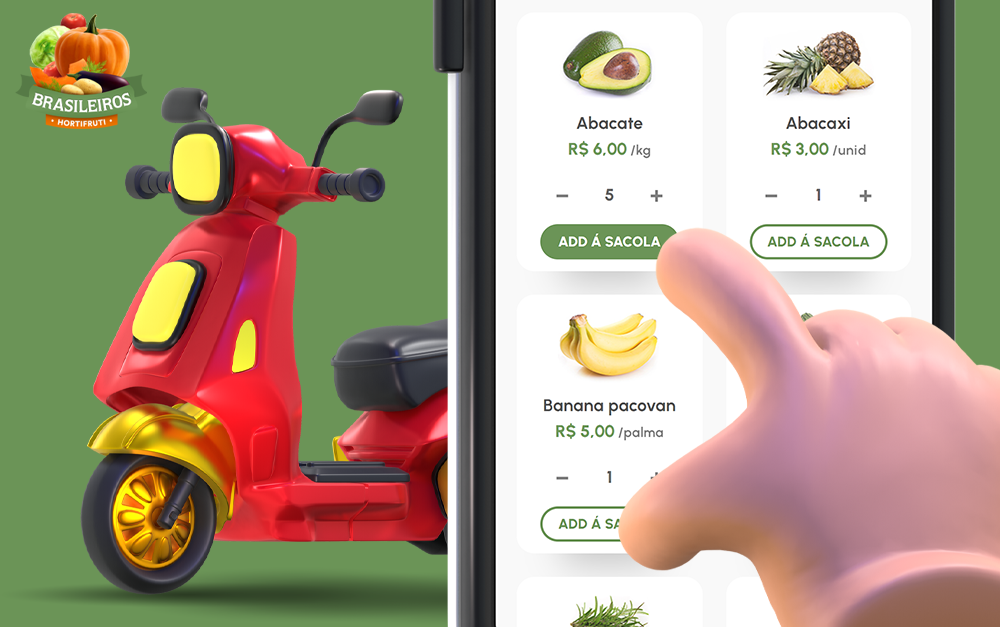 BRASILEIROS
• HORTIFRUTI •
Abacate
R$ 6,00 /kg
− 5 +
ADD Á SACOLA
Abacaxi
R$ 3,00 /unid
− 1 +
ADD Á SACOLA
Banana pacovan
R$ 5,00 /palma
− 1 +
ADD Á SA